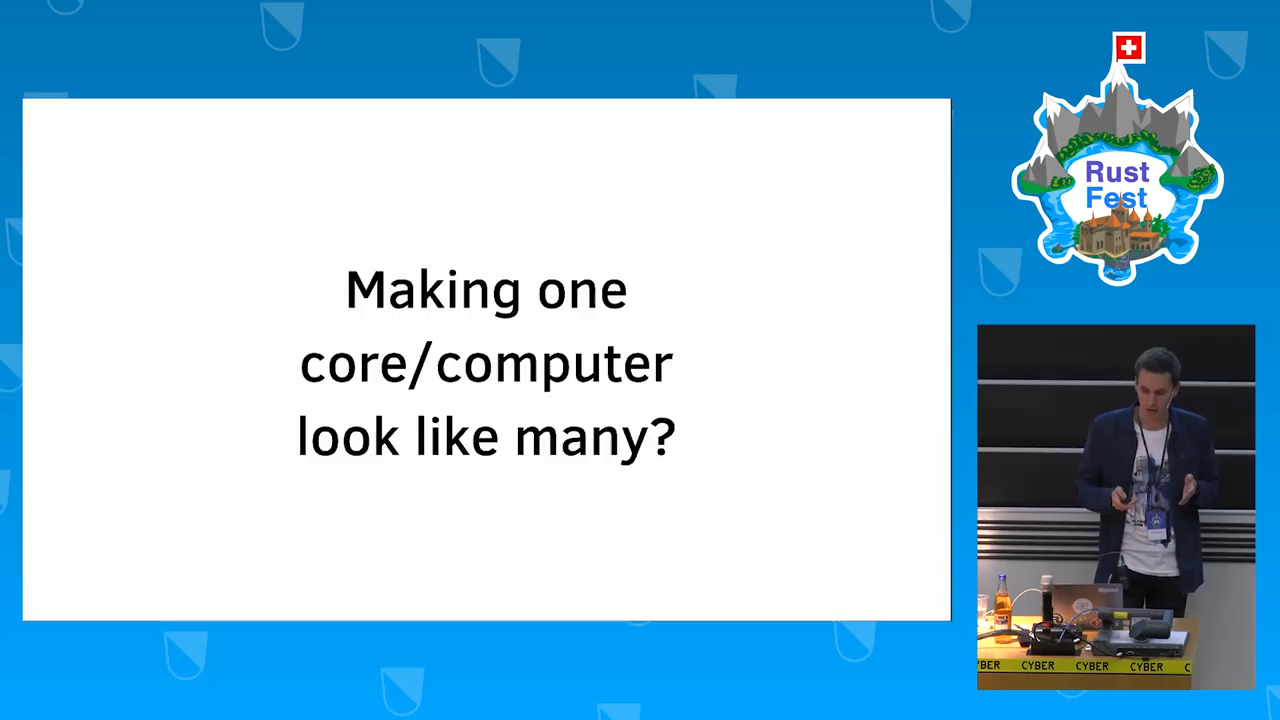 Making one
core/computer
look like many?
Rust
Fest
CYBER CYBER CYBER